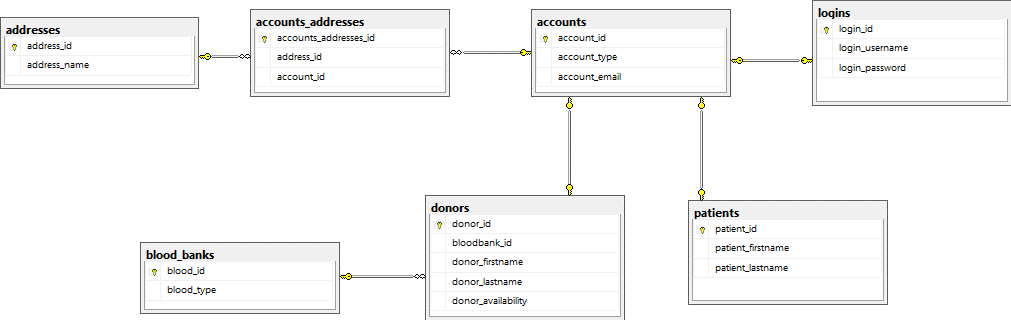 addresses
address_id
address_name
accounts_addresses
accounts_addresses_id
address_id
account_id
accounts
account_id
account_type
account_email
logins
login_id
login_username
login_password
blood_banks
blood_id
blood_type
donors
donor_id
bloodbank_id
donor_firstname
donor_lastname
donor_availability
patients
patient_id
patient_firstname
patient_lastname